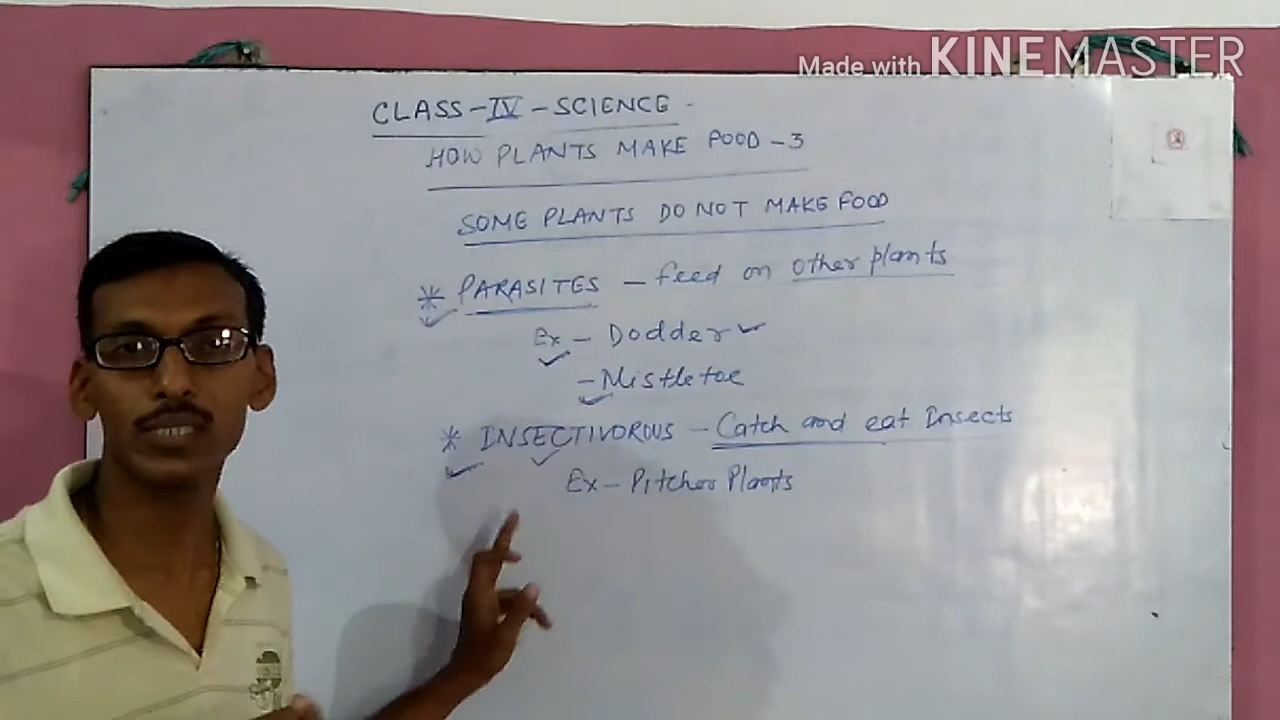 Made with KINEMASTER
CLASS-IV-SCIENCE-
HOW PLANTS MAKE FOOD-3
SOME PLANTS DO NOT MAKE FOOD
* PARASITES - feed on other plants
Ex - Dodder
- Mistletoe
* INSECTIVOROUS - Catch and eat Insects
Ex - Pitcher Plants